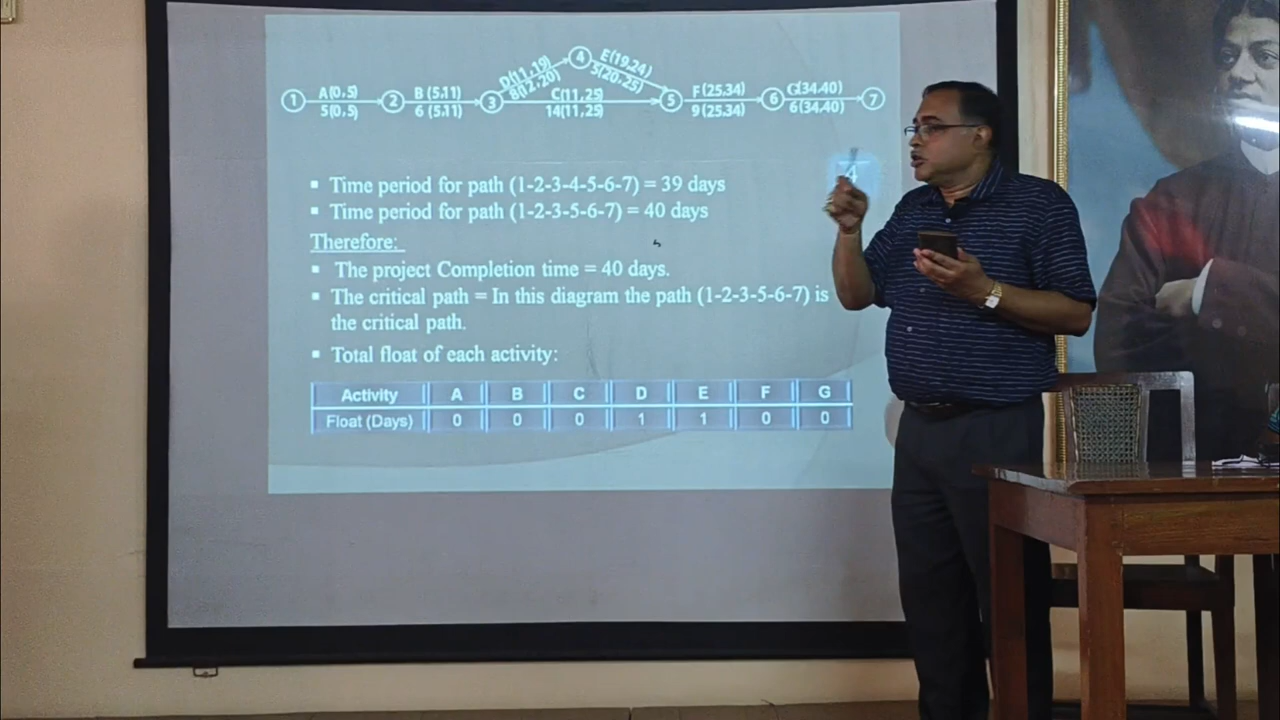 4
D(11,19)
8(12,20)
E(19,24)
5(20,25)
1
A(0,5)
5(0,5)
2
B (5,11)
6 (5,11)
3
C(11,25)
14(11,25)
5
F(25,34)
9(25,34)
6
G(34,40)
6(34,40)
7
4
▪ Time period for path (1-2-3-4-5-6-7) = 39 days
▪ Time period for path (1-2-3-5-6-7) = 40 days
Therefore:
▪ The project Completion time = 40 days.
▪ The critical path = In this diagram the path (1-2-3-5-6-7) is
the critical path.
▪ Total float of each activity:
Activity A B C D E F G
Float (Days) 0 0 0 1 1 0 0